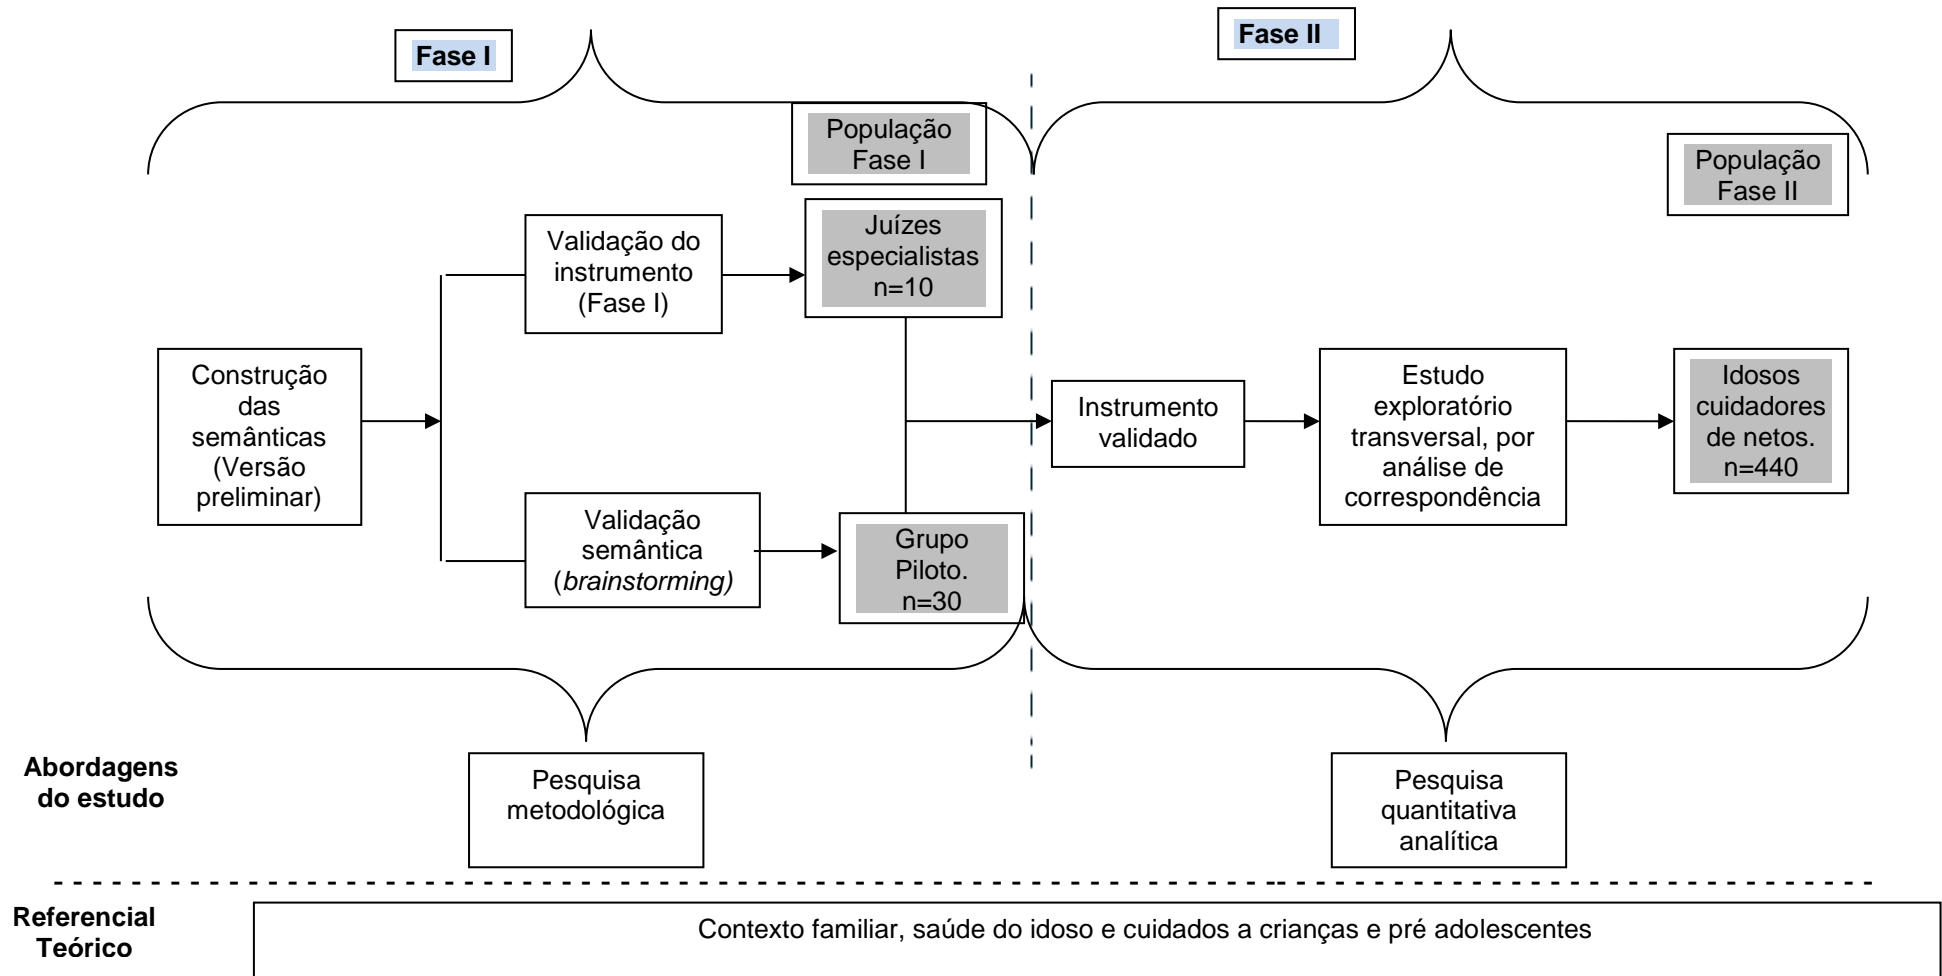 Fase I
Fase II
População
Fase I
População
Fase II
Validação do
instrumento
(Fase I)
Juízes
especialistas
n=10
Construção
das
semânticas
(Versão
preliminar)
Instrumento
validado
Estudo
exploratório
transversal, por
análise de
correspondência
Idosos
cuidadores
de netos.
n=440
Validação
semântica
(brainstorming)
Grupo
Piloto.
n=30
Abordagens
do estudo
Pesquisa
metodológica
Pesquisa
quantitativa
analítica
Referencial
Teórico
Contexto familiar, saúde do idoso e cuidados a crianças e pré adolescentes